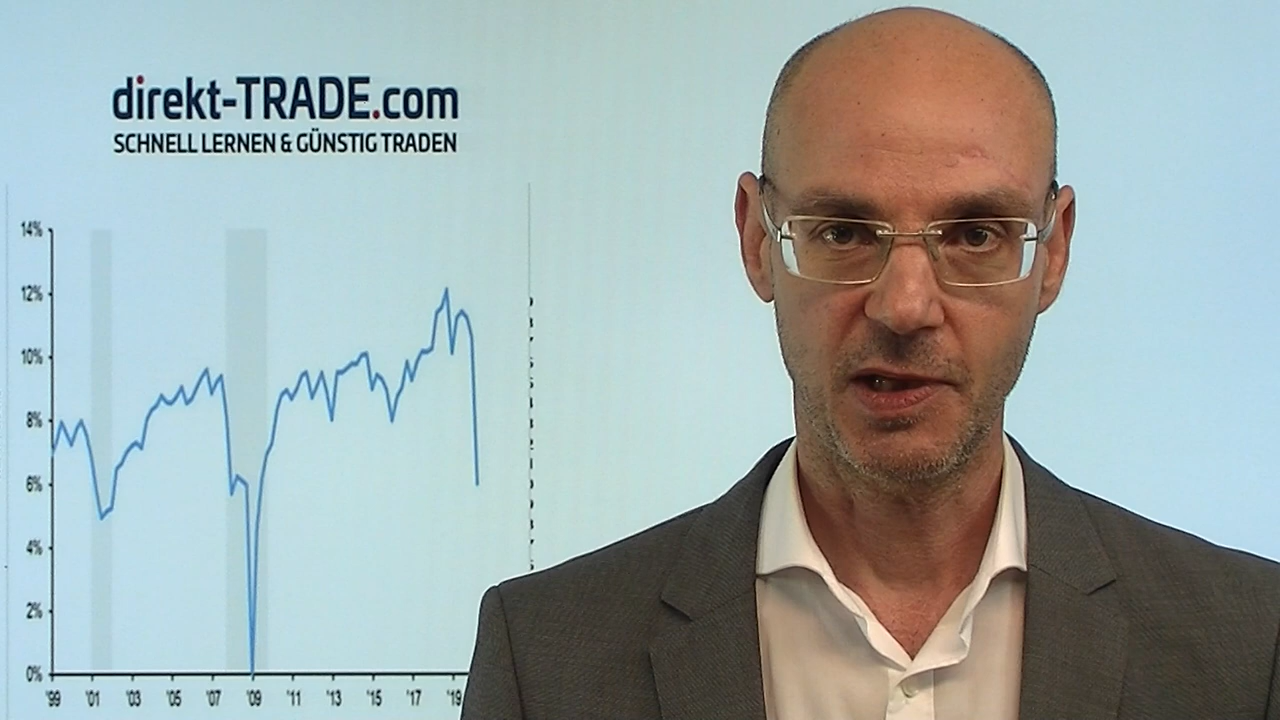 direkt-TRADE.com
SCHNELL LERNEN & GÜNSTIG TRADEN
14%
12%
10%
8%
6%
4%
2%
0%
'99 '01 '03 '05 '07 '09 '11 '13 '15 '17 '19